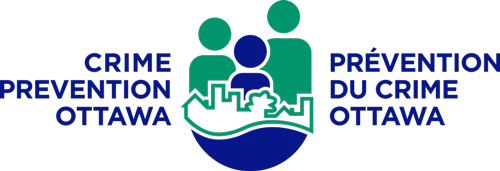 CRIME
PREVENTION
OTTAWA
PRÉVENTION
DU CRIME
OTTAWA